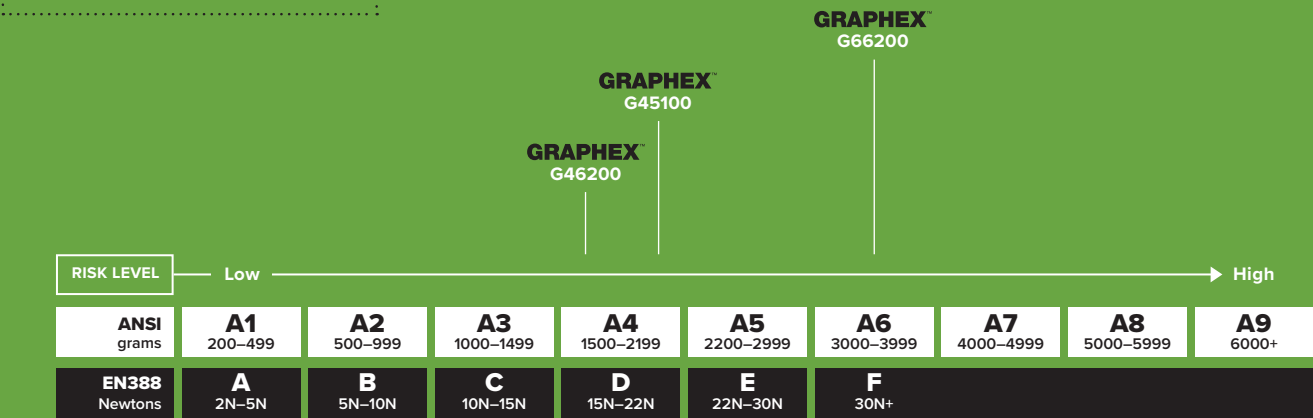 GRAPHEX™
G66200
GRAPHEX™
G45100
GRAPHEX™
G46200
RISK LEVEL Low High
ANSI A1 A2 A3 A4 A5 A6 A7 A8 A9
grams 200–499 500–999 1000–1499 1500–2199 2200–2999 3000–3999 4000–4999 5000–5999 6000+
EN388 A B C D E F
Newtons 2N–5N 5N–10N 10N–15N 15N–22N 22N–30N 30N+